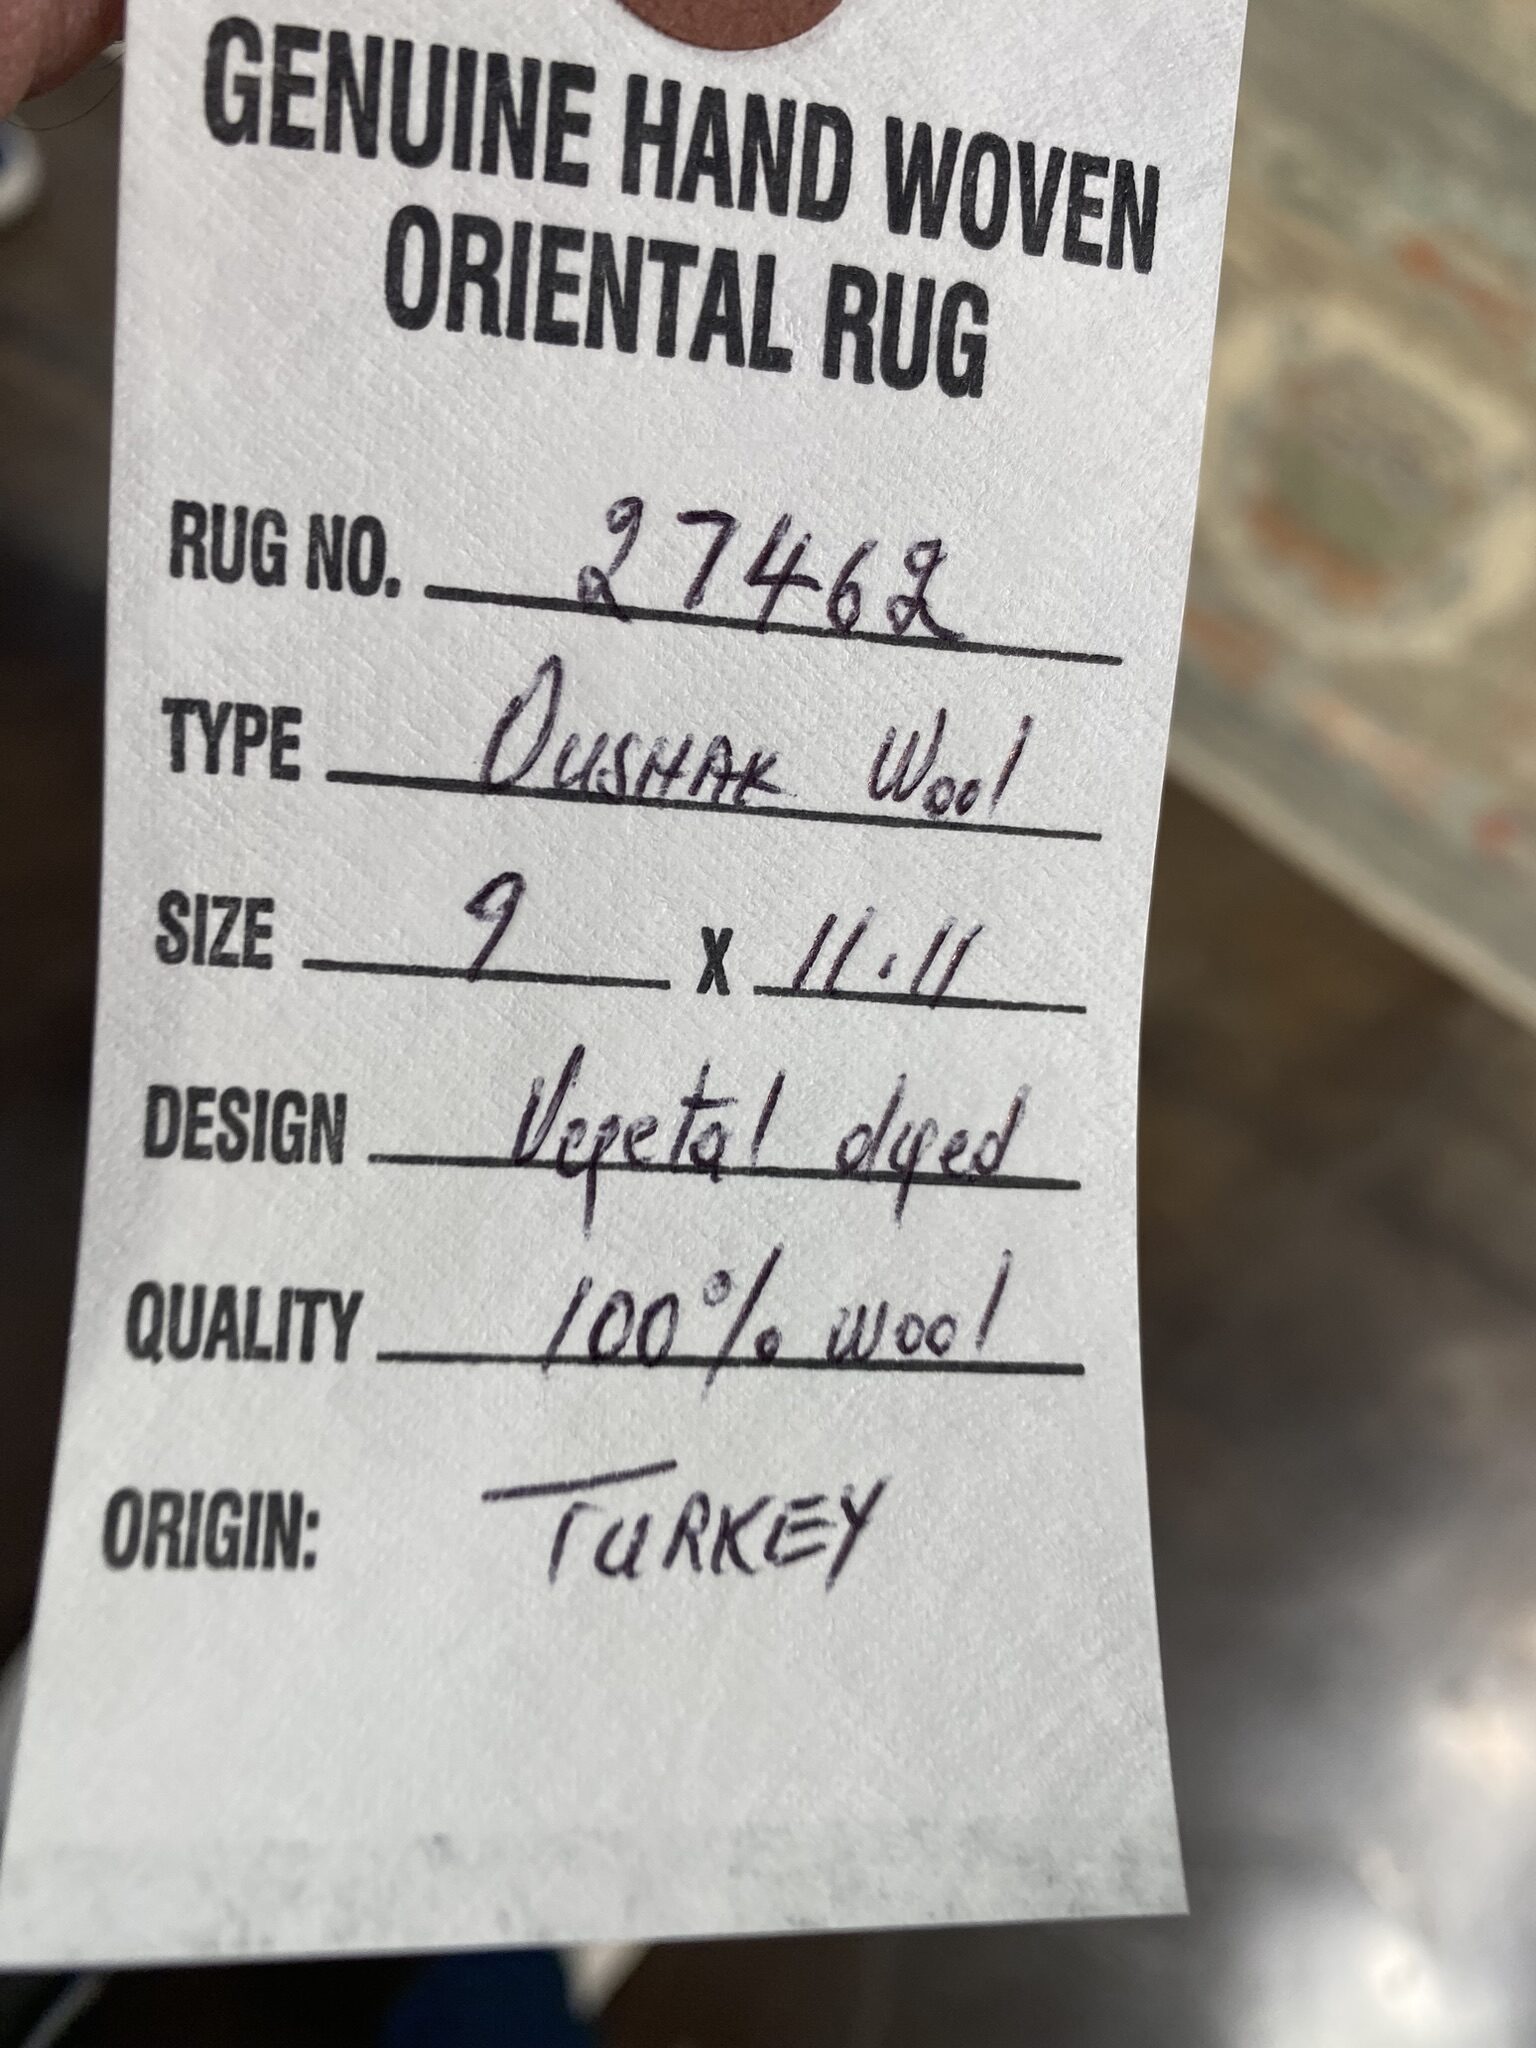 GENUINE HAND WOVEN
ORIENTAL RUG
RUG NO. 27462
TYPE OUSHAK Wool
SIZE 9 X 11.11
DESIGN Vegetal dyed
QUALITY 100% wool
ORIGIN: TURKEY